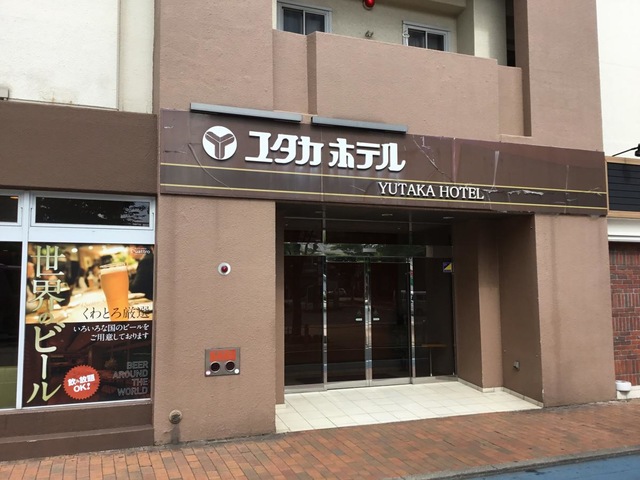 ユタカ ホテル
YUTAKA HOTEL
世界のビール
くわとろ厳選
いろいろな国のビールを
ご用意しております
飲み放題
OK!
BEER
AROUND
THE
WORLD